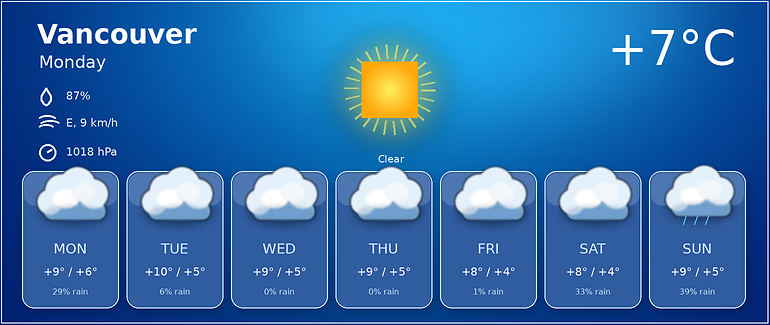 Vancouver
Monday
+7°C
87%
E, 9 km/h
1018 hPa
Clear
MON
+9° / +6°
29% rain
TUE
+10° / +5°
6% rain
WED
+9° / +5°
0% rain
THU
+9° / +5°
0% rain
FRI
+8° / +4°
1% rain
SAT
+8° / +4°
33% rain
SUN
+9° / +5°
39% rain